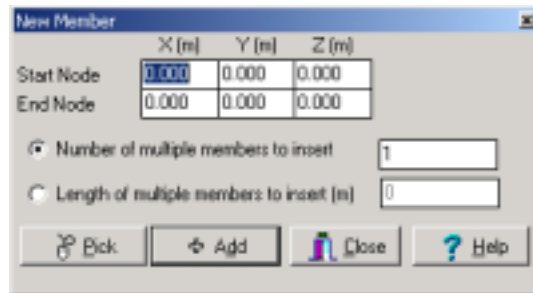 New Member
X (m) Y (m) Z (m)
Start Node 0.000 0.000 0.000
End Node 0.000 0.000 0.000
Number of multiple members to insert 1
Length of multiple members to insert (m) 0
Pick Add Close ? Help